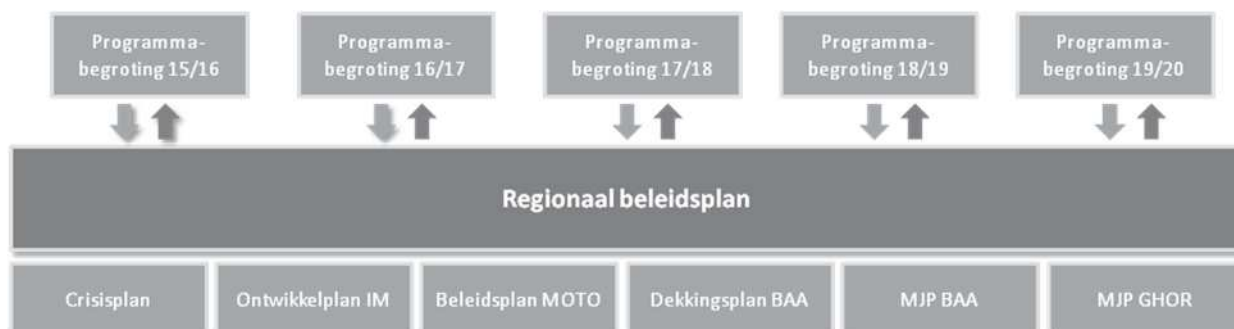 Programma-
begroting 15/16
Programma-
begroting 16/17
Programma-
begroting 17/18
Programma-
begroting 18/19
Programma-
begroting 19/20
Regionaal beleidsplan
Crisisplan
Ontwikkelplan IM
Beleidsplan MOTO
Dekkingsplan BAA
MJP BAA
MJP GHOR